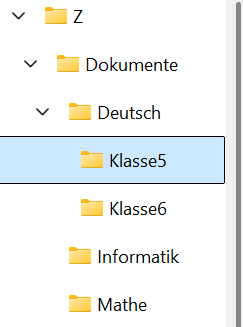 Z
Dokumente
Deutsch
Klasse5
Klasse6
Informatik
Mathe